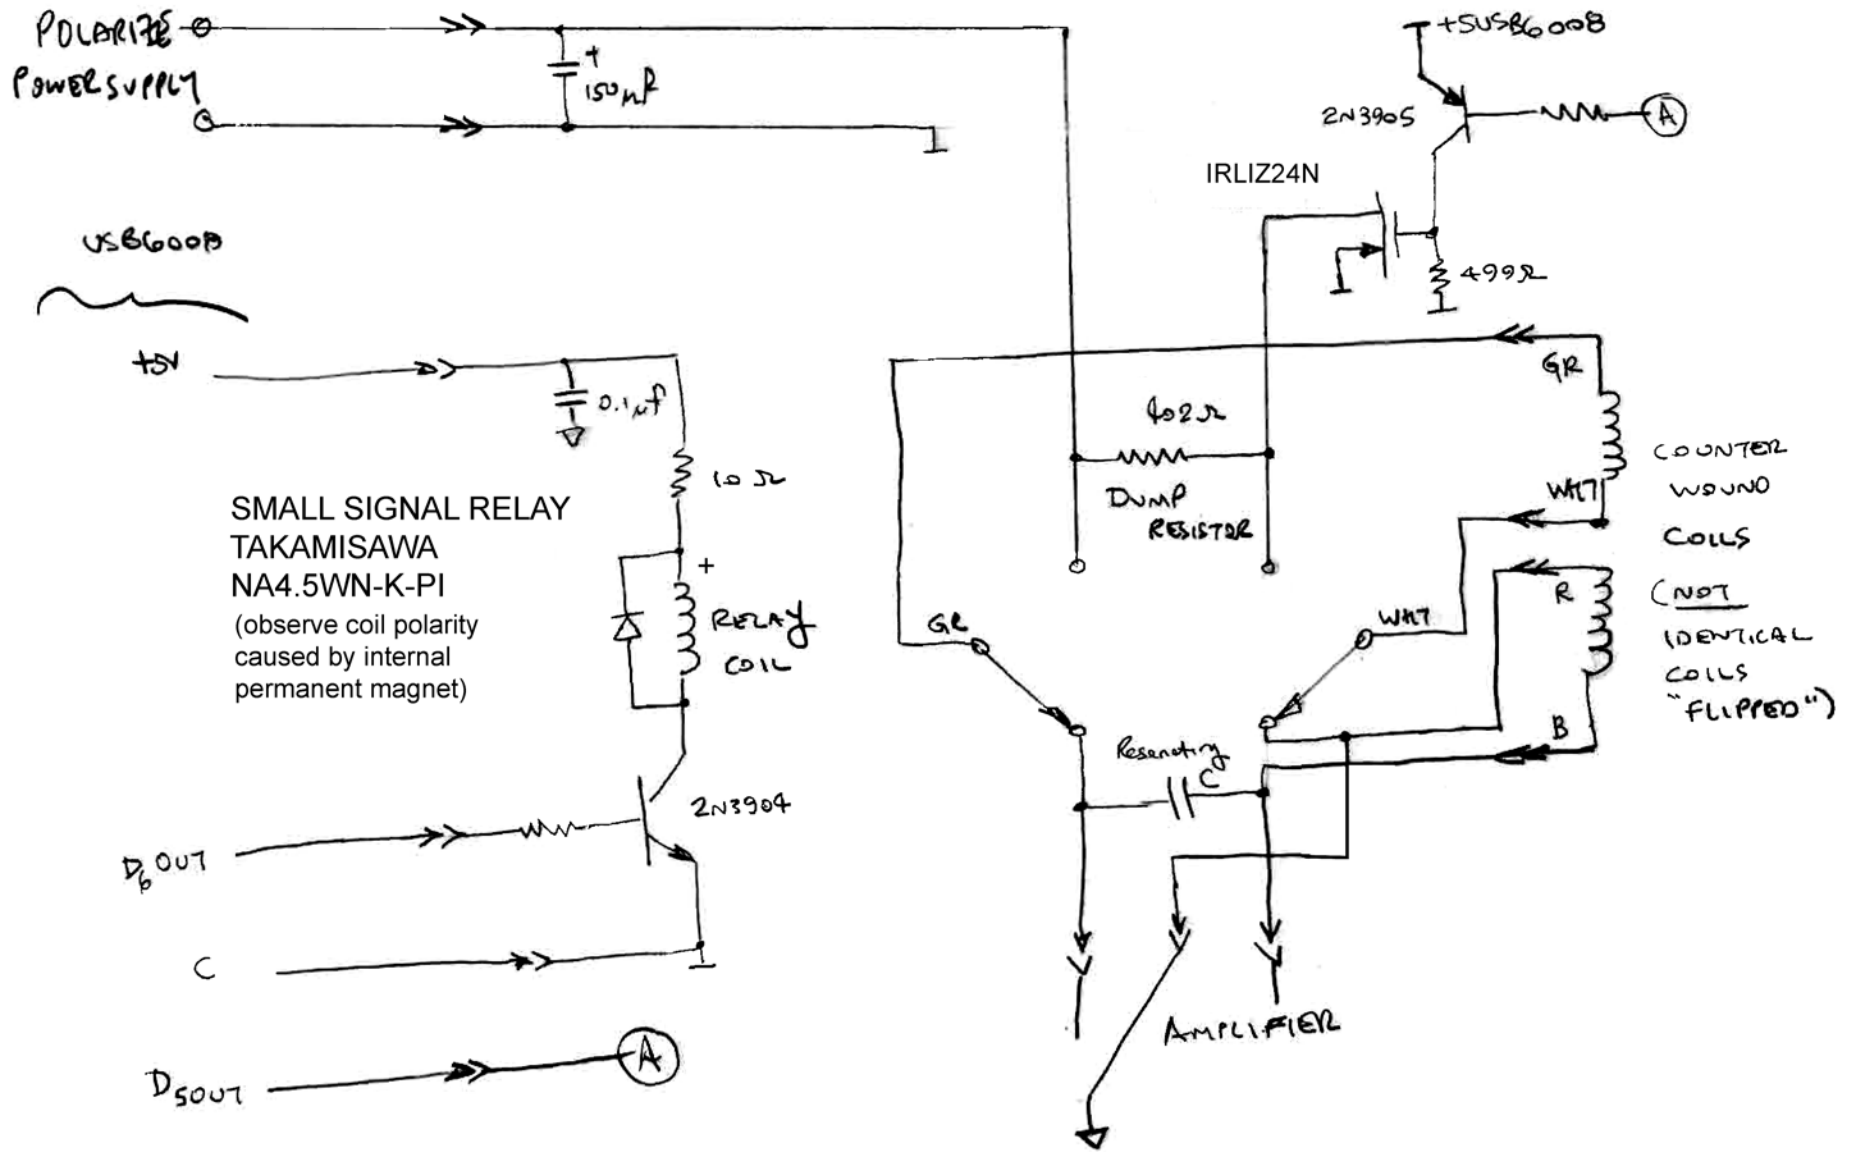 POLARIZE
POWER SUPPLY
+
150µF
+5USB6008
2N3905
A
IRLIZ24N
499Ω
USB6008
+5V
0.1µf
10Ω
402Ω
DUMP
RESISTOR
GR
WHT
COUNTER
WOUND
COILS
(NOT
IDENTICAL
COILS
"FLIPPED")
R
B
SMALL SIGNAL RELAY
TAKAMISAWA
NA4.5WN-K-PI
(observe coil polarity
caused by internal
permanent magnet)
+
RELAY
COIL
GR
WHT
Resonating
C
2N3904
D6 OUT
C
AMPLIFIER
D5OUT
A